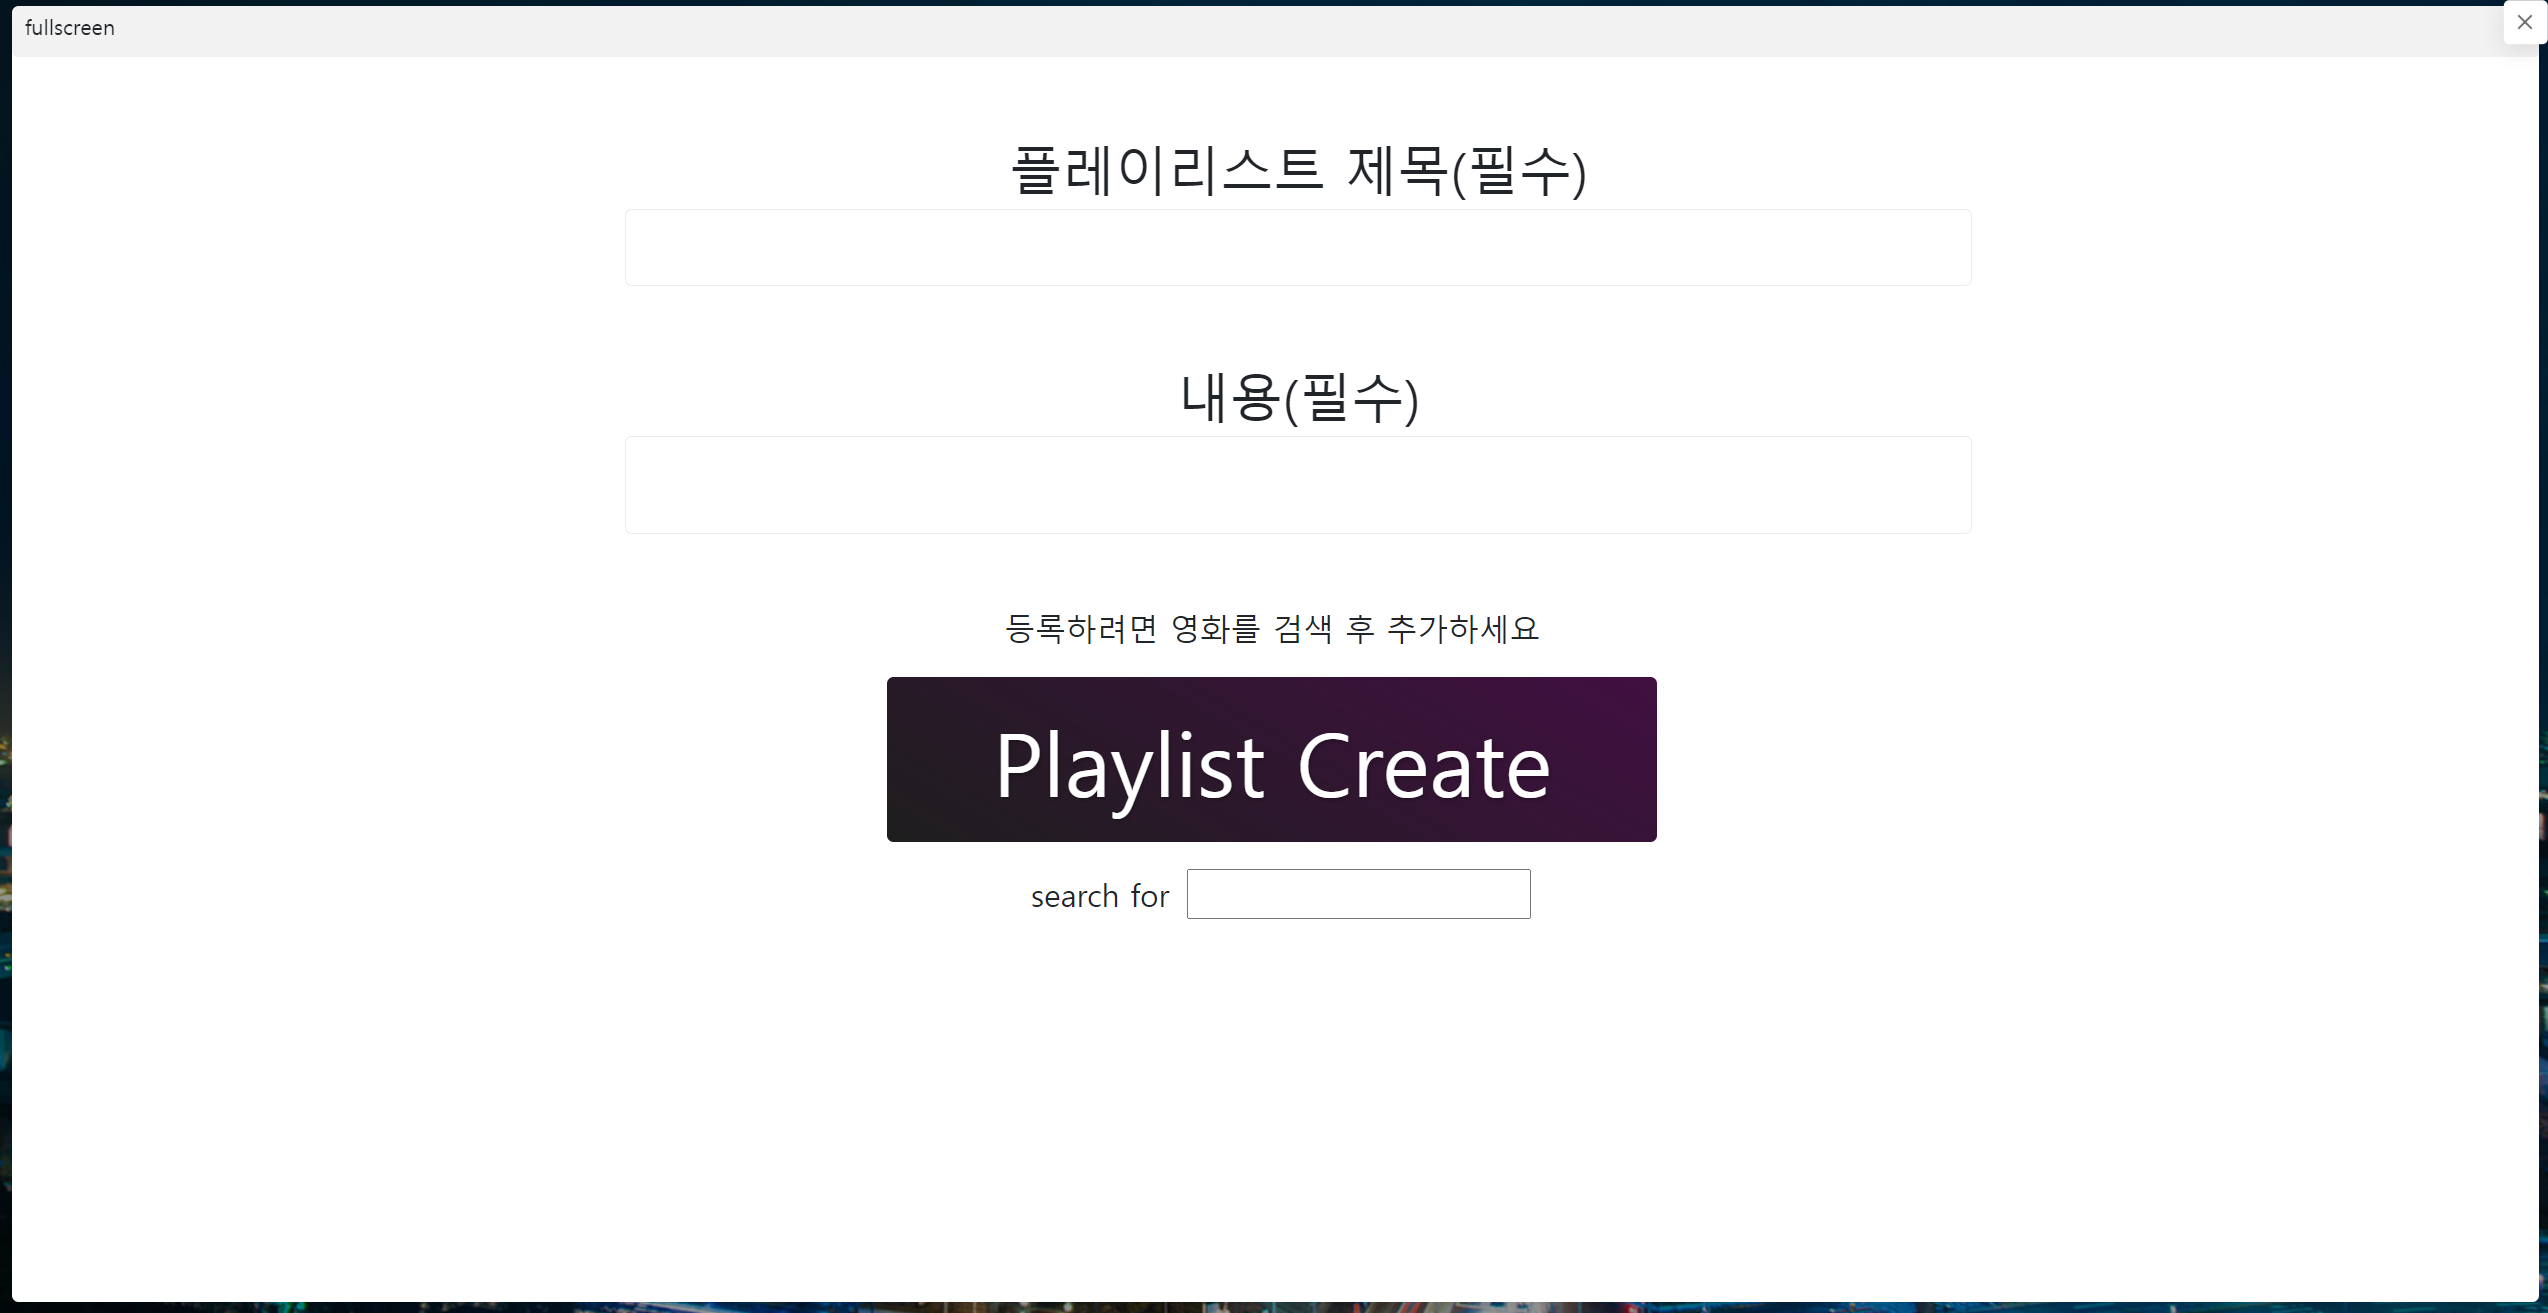 fullscreen
플레이리스트 제목(필수)
내용(필수)
등록하려면 영화를 검색 후 추가하세요
Playlist Create
search for